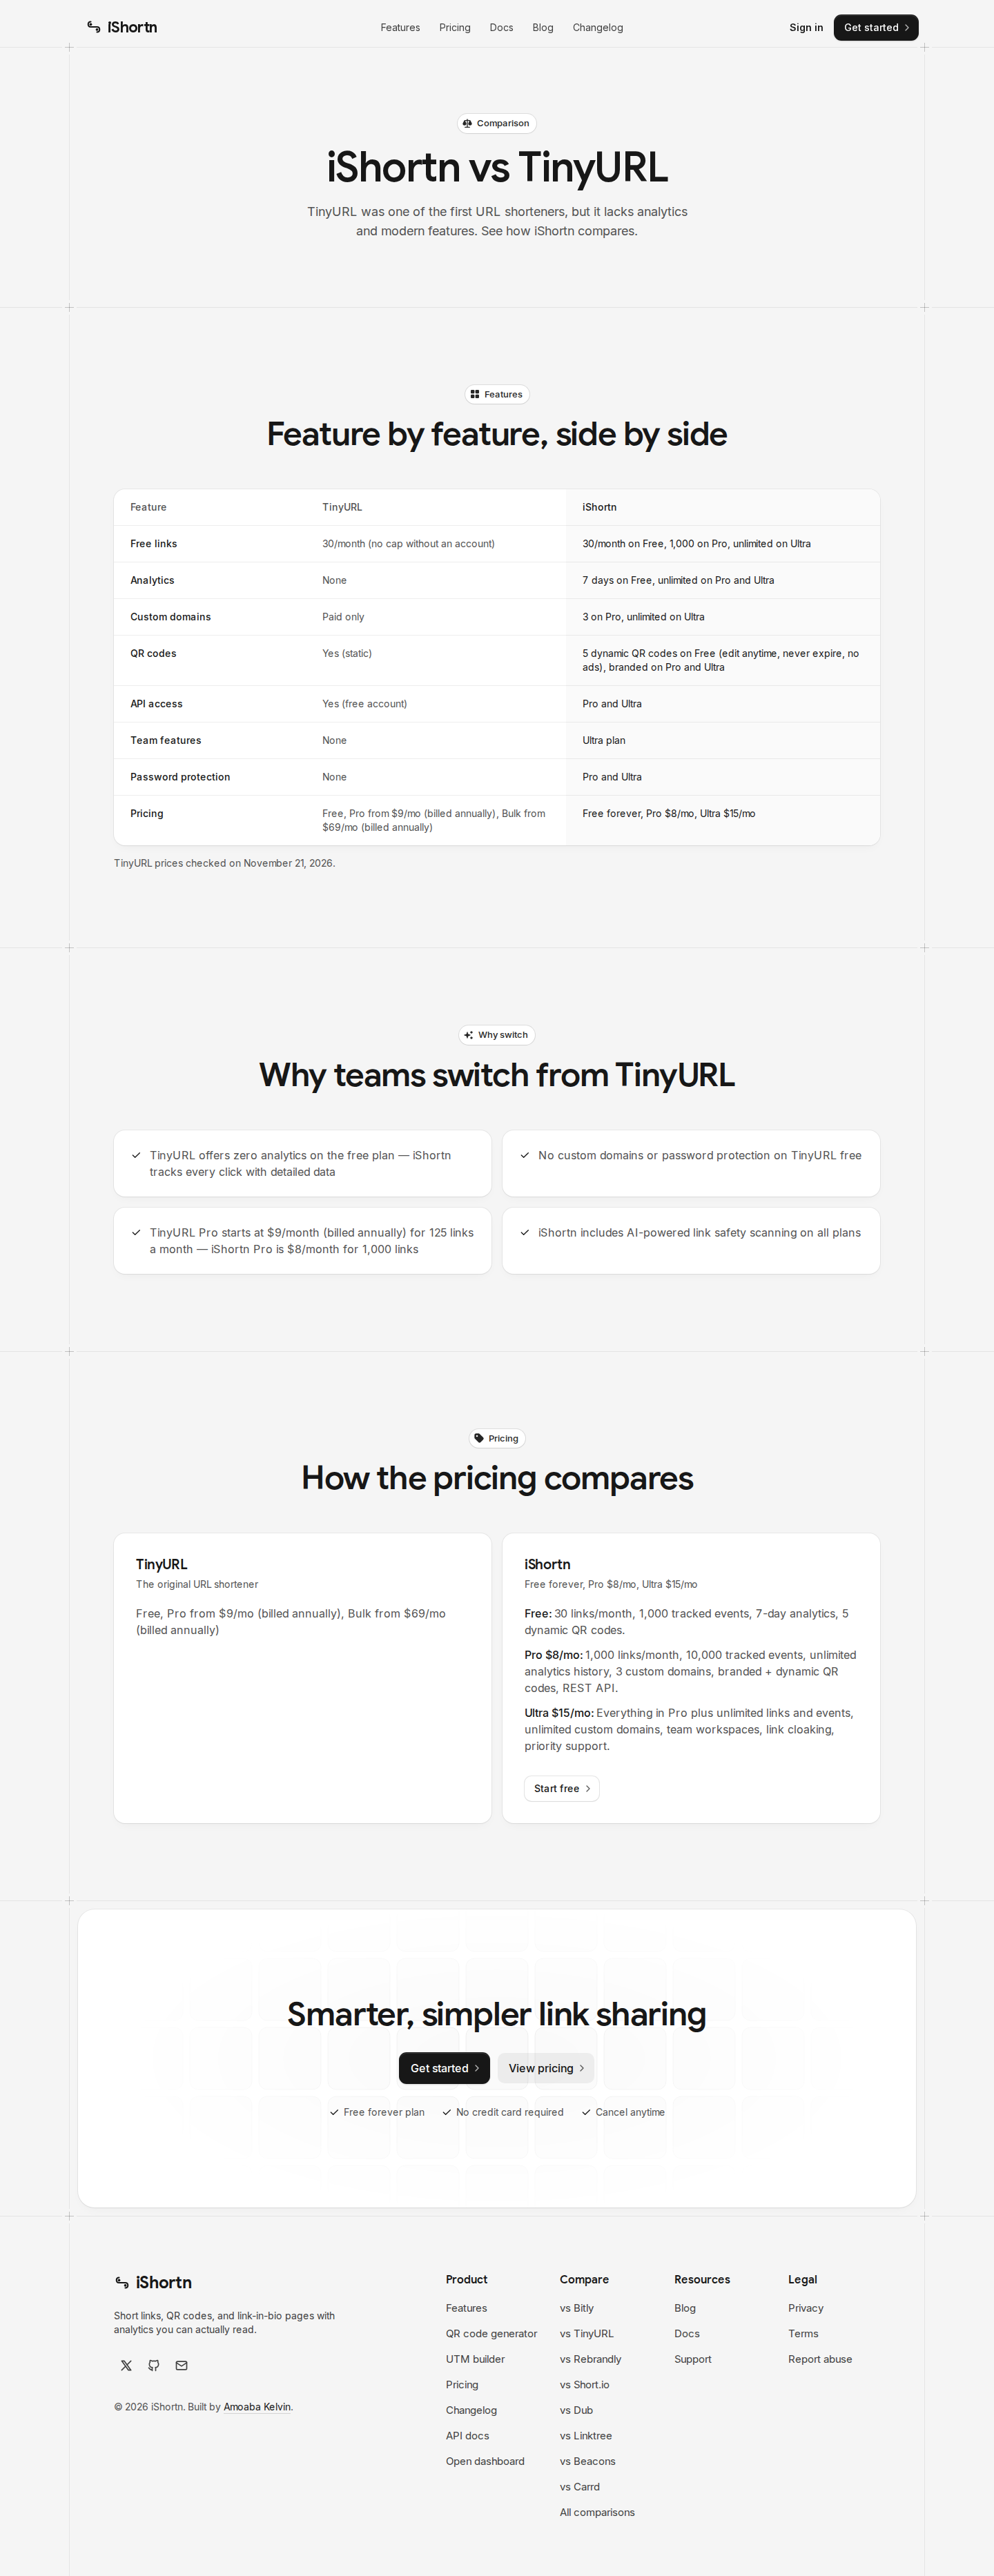 iShortn
Features
Pricing
Docs
Blog
Changelog
Sign in
Get started
Comparison
iShortn vs TinyURL
TinyURL was one of the first URL shorteners, but it lacks analytics
and modern features. See how iShortn compares.
Features
Feature by feature, side by side
Feature
TinyURL
iShortn
Free links
30/month (no cap without an account)
30/month on Free, 1,000 on Pro, unlimited on Ultra
Analytics
None
7 days on Free, unlimited on Pro and Ultra
Custom domains
Paid only
3 on Pro, unlimited on Ultra
QR codes
Yes (static)
5 dynamic QR codes on Free (edit anytime, never expire, no
ads), branded on Pro and Ultra
API access
Yes (free account)
Pro and Ultra
Team features
None
Ultra plan
Password protection
None
Pro and Ultra
Pricing
Free, Pro from $9/mo (billed annually), Bulk from
$69/mo (billed annually)
Free forever, Pro $8/mo, Ultra $15/mo
TinyURL prices checked on November 21, 2026.
Why switch
Why teams switch from TinyURL
TinyURL offers zero analytics on the free plan — iShortn
tracks every click with detailed data
No custom domains or password protection on TinyURL free
TinyURL Pro starts at $9/month (billed annually) for 125 links
a month — iShortn Pro is $8/month for 1,000 links
iShortn includes AI-powered link safety scanning on all plans
Pricing
How the pricing compares
TinyURL
The original URL shortener
Free, Pro from $9/mo (billed annually), Bulk from $69/mo
(billed annually)
iShortn
Free forever, Pro $8/mo, Ultra $15/mo
Free: 30 links/month, 1,000 tracked events, 7-day analytics, 5
dynamic QR codes.
Pro $8/mo: 1,000 links/month, 10,000 tracked events, unlimited
analytics history, 3 custom domains, branded + dynamic QR
codes, REST API.
Ultra $15/mo: Everything in Pro plus unlimited links and events,
unlimited custom domains, team workspaces, link cloaking,
priority support.
Start free
Smarter, simpler link sharing
Get started
View pricing
Free forever plan
No credit card required
Cancel anytime
iShortn
Short links, QR codes, and link-in-bio pages with
analytics you can actually read.
© 2026 iShortn. Built by Amoaba Kelvin.
Product
Features
QR code generator
UTM builder
Pricing
Changelog
API docs
Open dashboard
Compare
vs Bitly
vs TinyURL
vs Rebrandly
vs Short.io
vs Dub
vs Linktree
vs Beacons
vs Carrd
All comparisons
Resources
Blog
Docs
Support
Legal
Privacy
Terms
Report abuse